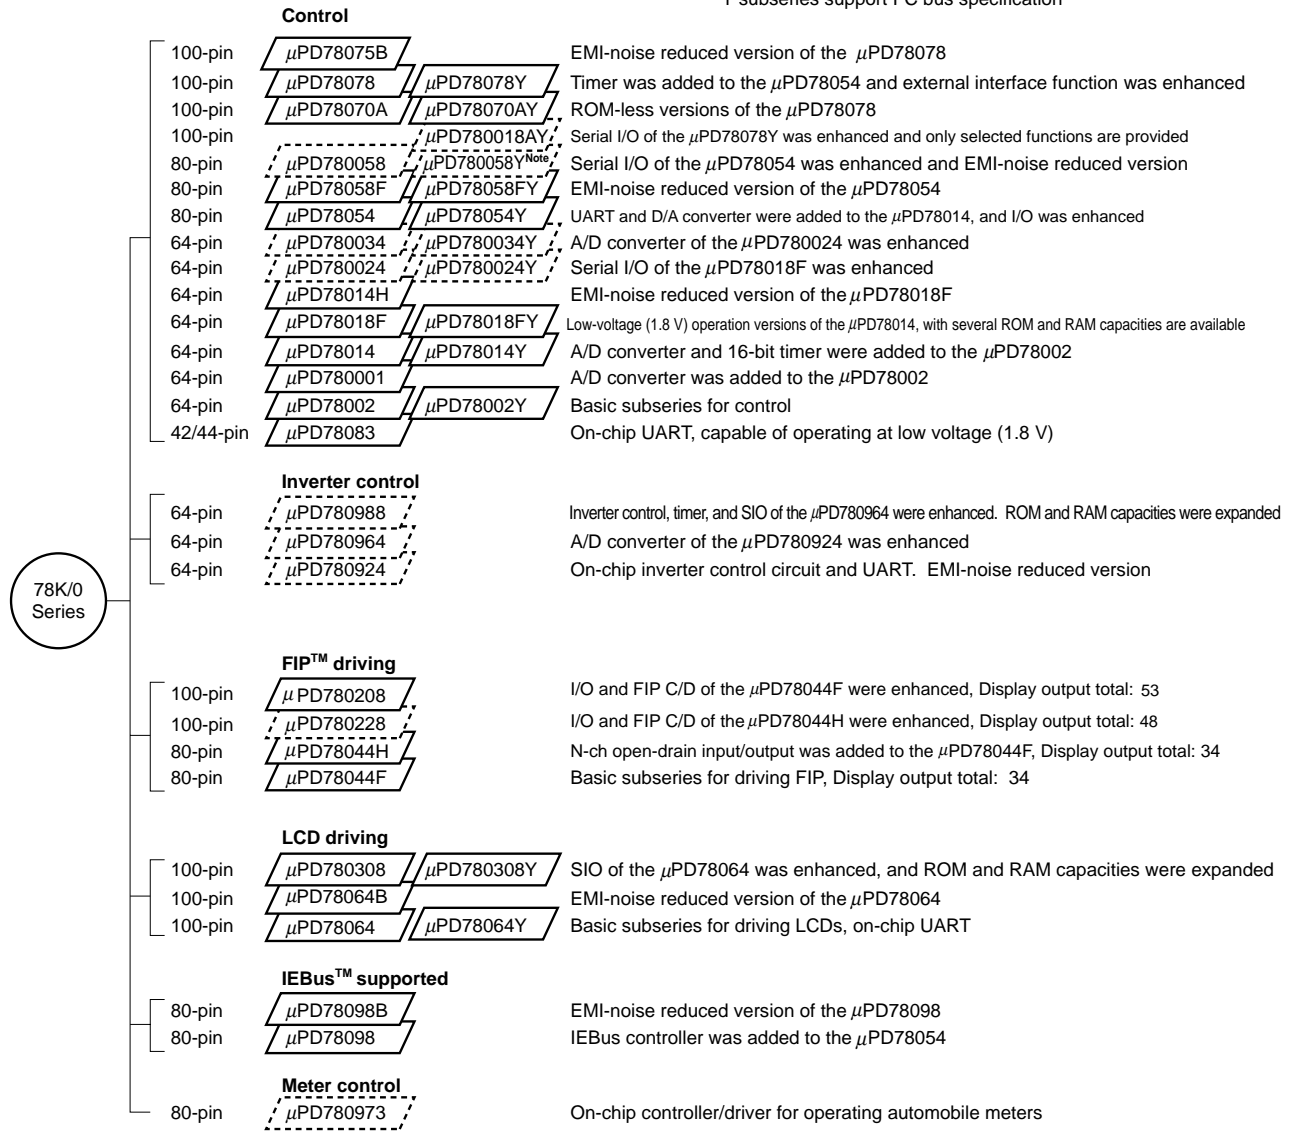 Y subseries support I²C bus specification
Control
100-pin μPD78075B EMI-noise reduced version of the μPD78078
100-pin μPD78078 μPD78078Y Timer was added to the μPD78054 and external interface function was enhanced
100-pin μPD78070A μPD78070AY ROM-less versions of the μPD78078
100-pin μPD780018AY Serial I/O of the μPD78078Y was enhanced and only selected functions are provided
80-pin μPD780058 μPD780058Y Note Serial I/O of the μPD78054 was enhanced and EMI-noise reduced version
80-pin μPD78058F μPD78058FY EMI-noise reduced version of the μPD78054
80-pin μPD78054 μPD78054Y UART and D/A converter were added to the μPD78014, and I/O was enhanced
64-pin μPD780034 μPD780034Y A/D converter of the μPD780024 was enhanced
64-pin μPD780024 μPD780024Y Serial I/O of the μPD78018F was enhanced
64-pin μPD78014H EMI-noise reduced version of the μPD78018F
64-pin μPD78018F μPD78018FY Low-voltage (1.8 V) operation versions of the μPD78014, with several ROM and RAM capacities are available
64-pin μPD78014 μPD78014Y A/D converter and 16-bit timer were added to the μPD78002
64-pin μPD780001 A/D converter was added to the μPD78002
64-pin μPD78002 μPD78002Y Basic subseries for control
42/44-pin μPD78083 On-chip UART, capable of operating at low voltage (1.8 V)
Inverter control
64-pin μPD780988 Inverter control, timer, and SIO of the μPD780964 were enhanced. ROM and RAM capacities were expanded
64-pin μPD780964 A/D converter of the μPD780924 was enhanced
64-pin μPD780924 On-chip inverter control circuit and UART. EMI-noise reduced version
78K/0
Series
FIP™ driving
100-pin μPD780208 I/O and FIP C/D of the μPD78044F were enhanced, Display output total: 53
100-pin μPD780228 I/O and FIP C/D of the μPD78044H were enhanced, Display output total: 48
80-pin μPD78044H N-ch open-drain input/output was added to the μPD78044F, Display output total: 34
80-pin μPD78044F Basic subseries for driving FIP, Display output total: 34
LCD driving
100-pin μPD780308 μPD780308Y SIO of the μPD78064 was enhanced, and ROM and RAM capacities were expanded
100-pin μPD78064B EMI-noise reduced version of the μPD78064
100-pin μPD78064 μPD78064Y Basic subseries for driving LCDs, on-chip UART
IEBus™ supported
80-pin μPD78098B EMI-noise reduced version of the μPD78098
80-pin μPD78098 IEBus controller was added to the μPD78054
Meter control
80-pin μPD780973 On-chip controller/driver for operating automobile meters